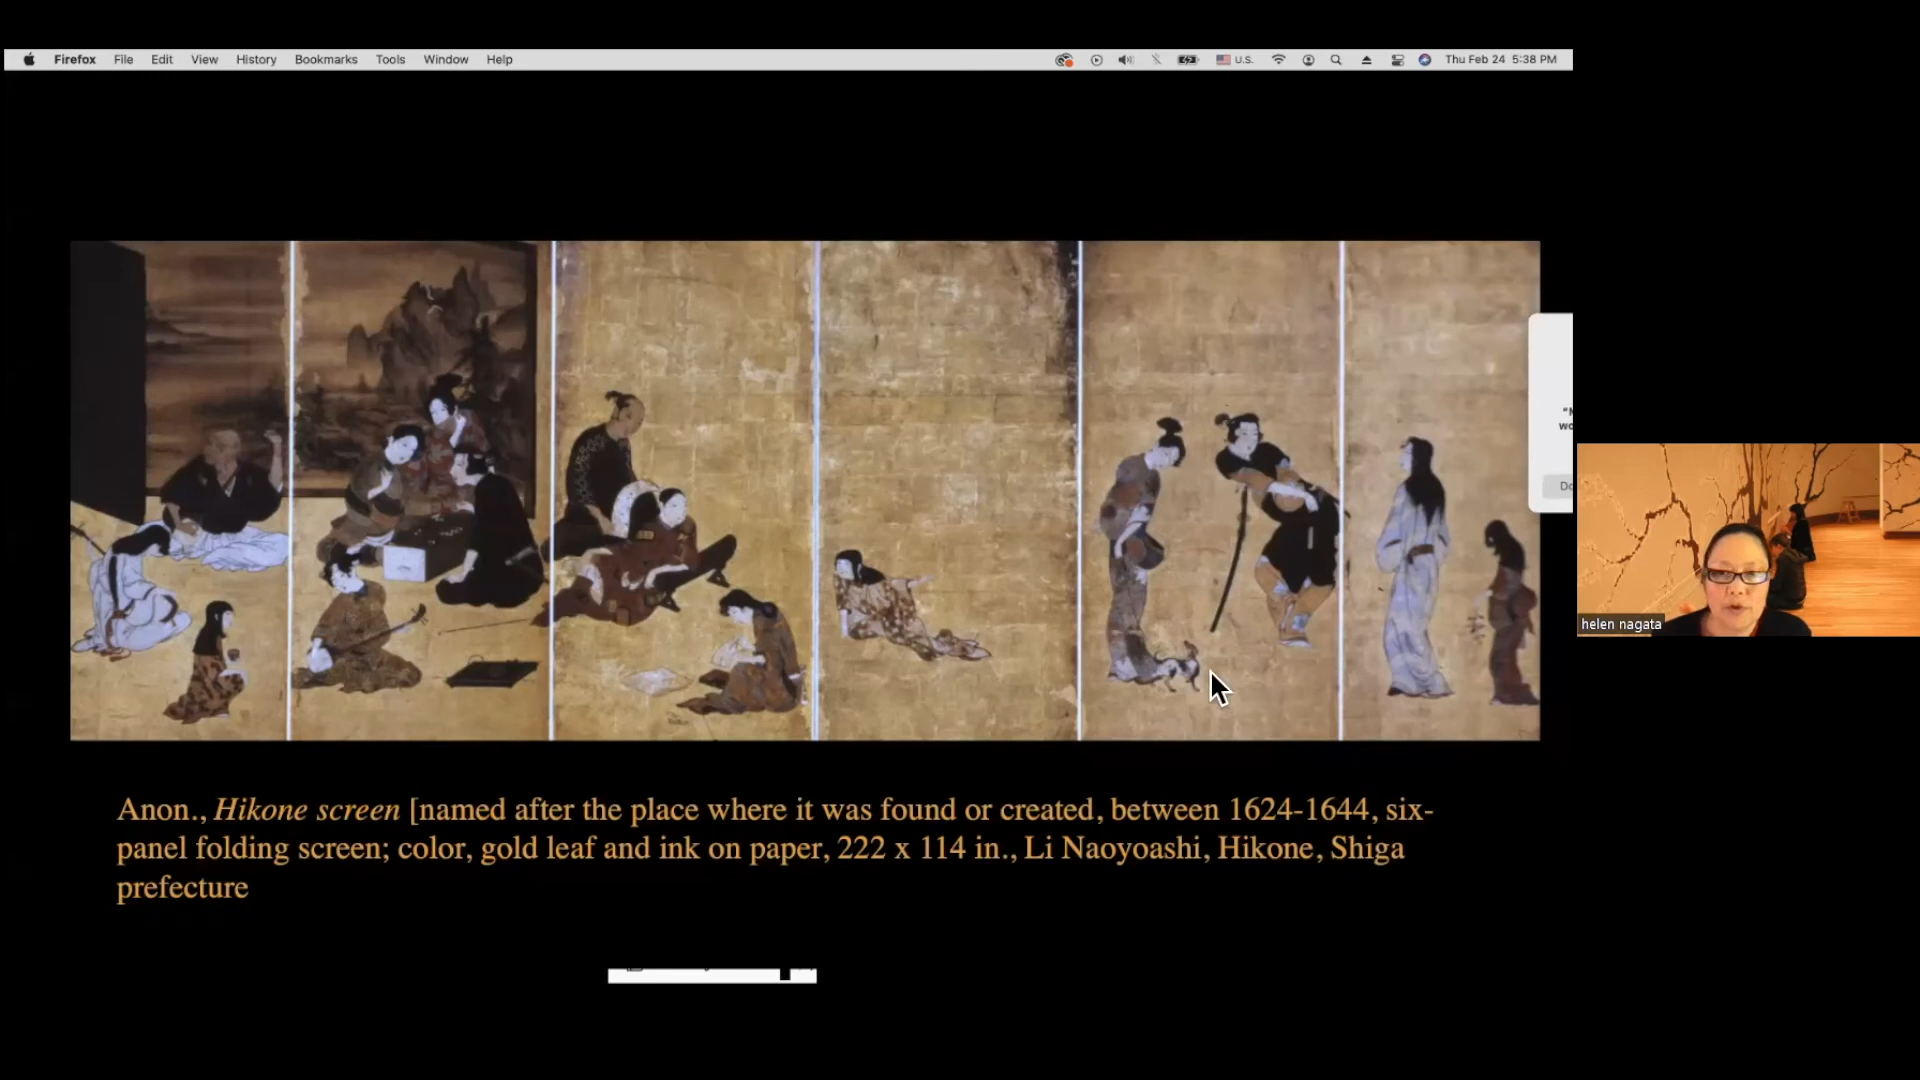 Firefox File Edit View History Bookmarks Tools Window Help U.S. Thu Feb 24 5:38 PM
helen nagata
Anon., Hikone screen [named after the place where it was found or created, between 1624-1644, six-
panel folding screen; color, gold leaf and ink on paper, 222 x 114 in., Li Naoyoashi, Hikone, Shiga
prefecture